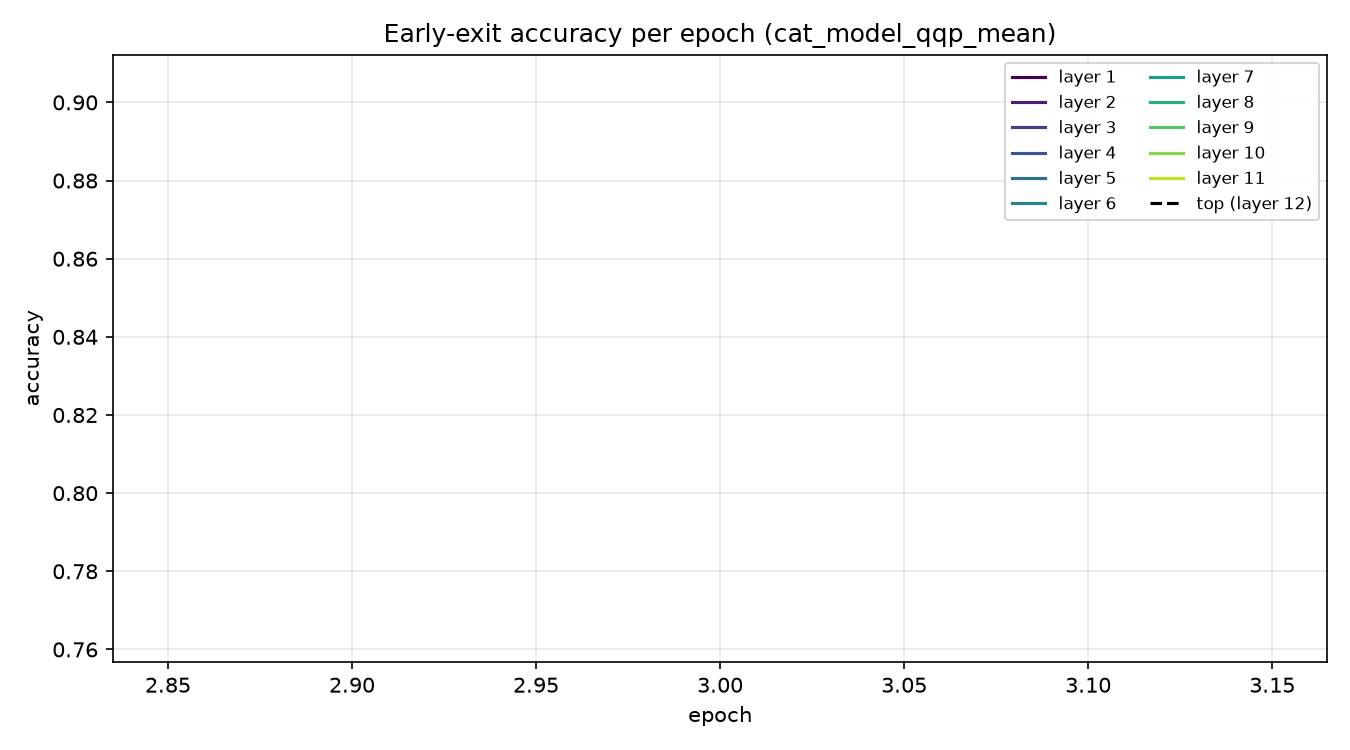 Early-exit accuracy per epoch (cat_model_qqp_mean)
layer 1
layer 2
layer 3
layer 4
layer 5
layer 6
layer 7
layer 8
layer 9
layer 10
layer 11
top (layer 12)
accuracy
0.90
0.88
0.86
0.84
0.82
0.80
0.78
0.76
2.85 2.90 2.95 3.00 3.05 3.10 3.15
epoch